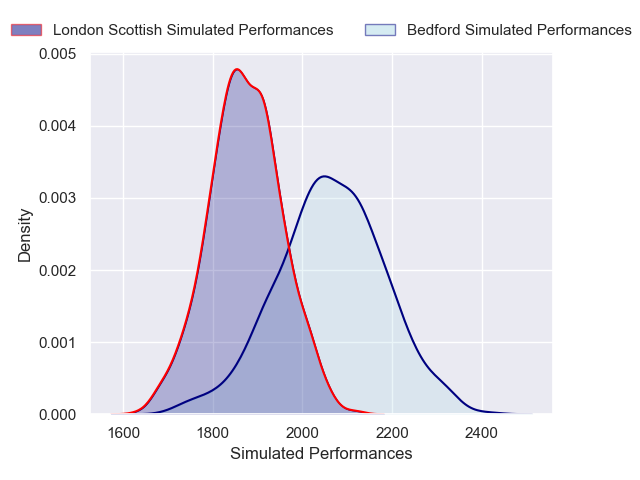 London Scottish Simulated Performances
Bedford Simulated Performances
0.005
0.004
0.003
0.002
0.001
0.000
Density
1600
1800
2000
2200
2400
Simulated Performances